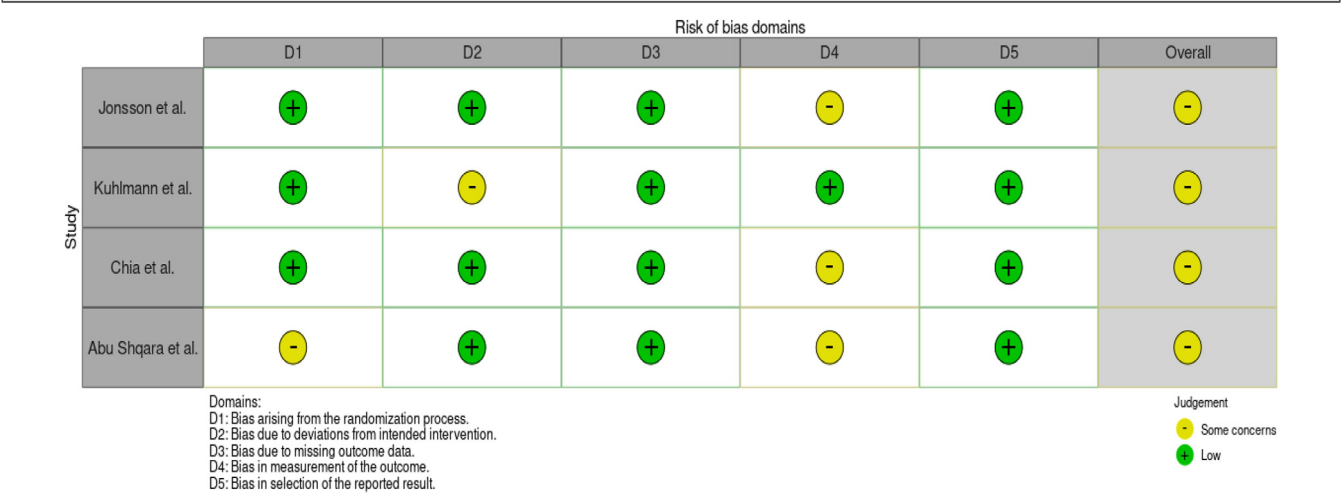 Risk of bias domains
D1 D2 D3 D4 D5 Overall
Study
Jonsson et al. + + + - + -
Kuhlmann et al. + - + + + -
Chia et al. + + + - + -
Abu Shqara et al. - + + - + -
Domains:
D1: Bias arising from the randomization process.
D2: Bias due to deviations from intended intervention.
D3: Bias due to missing outcome data.
D4: Bias in measurement of the outcome.
D5: Bias in selection of the reported result.
Judgement
- Some concerns
+ Low